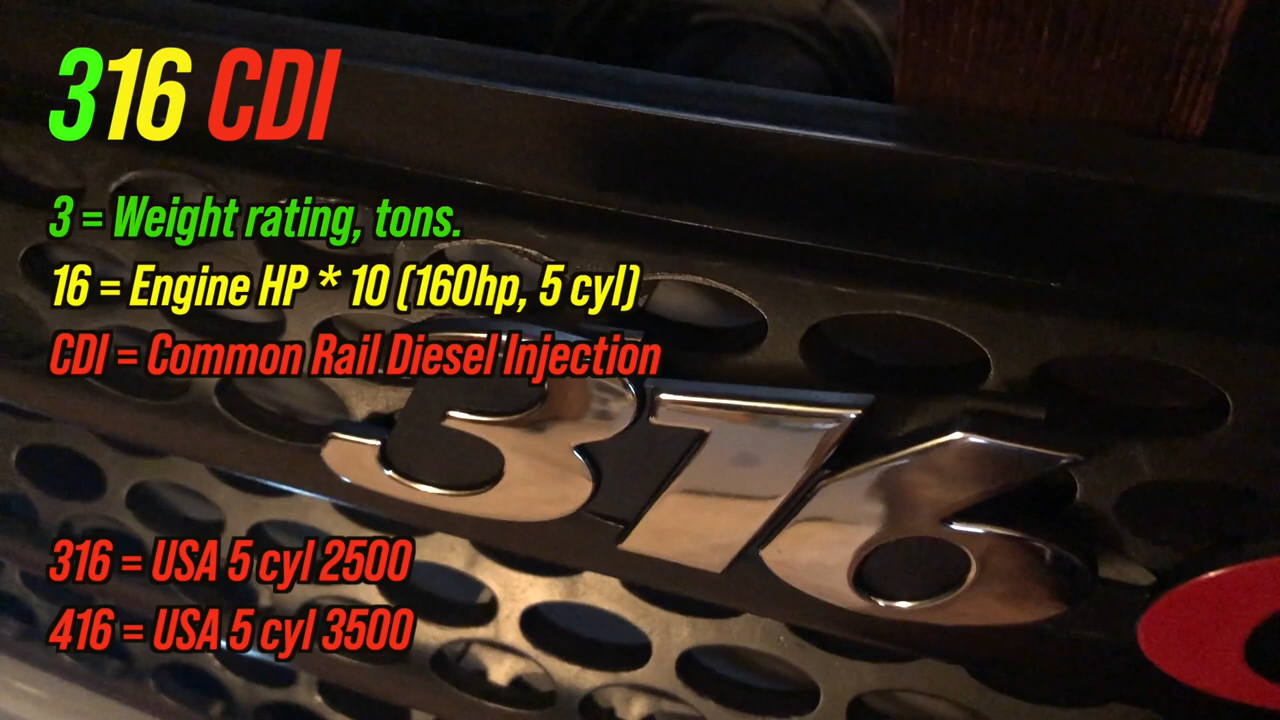 316 CDI
3 = Weight rating, tons.
16 = Engine HP * 10 (160hp, 5 cyl)
CDI = Common Rail Diesel Injection
316
316 = USA 5 cyl 2500
416 = USA 5 cyl 3500